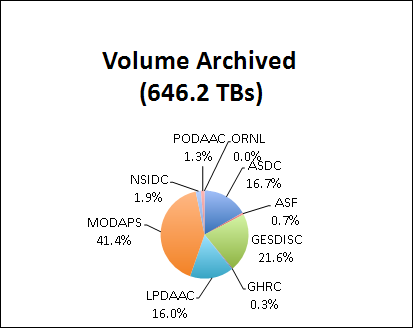 Volume Archived
(646.2 TBs)
PODAAC
1.3%
ORNL
0.0%
ASDC
16.7%
ASF
0.7%
GESDISC
21.6%
GHRC
0.3%
LPDAAC
16.0%
MODAPS
41.4%
NSIDC
1.9%